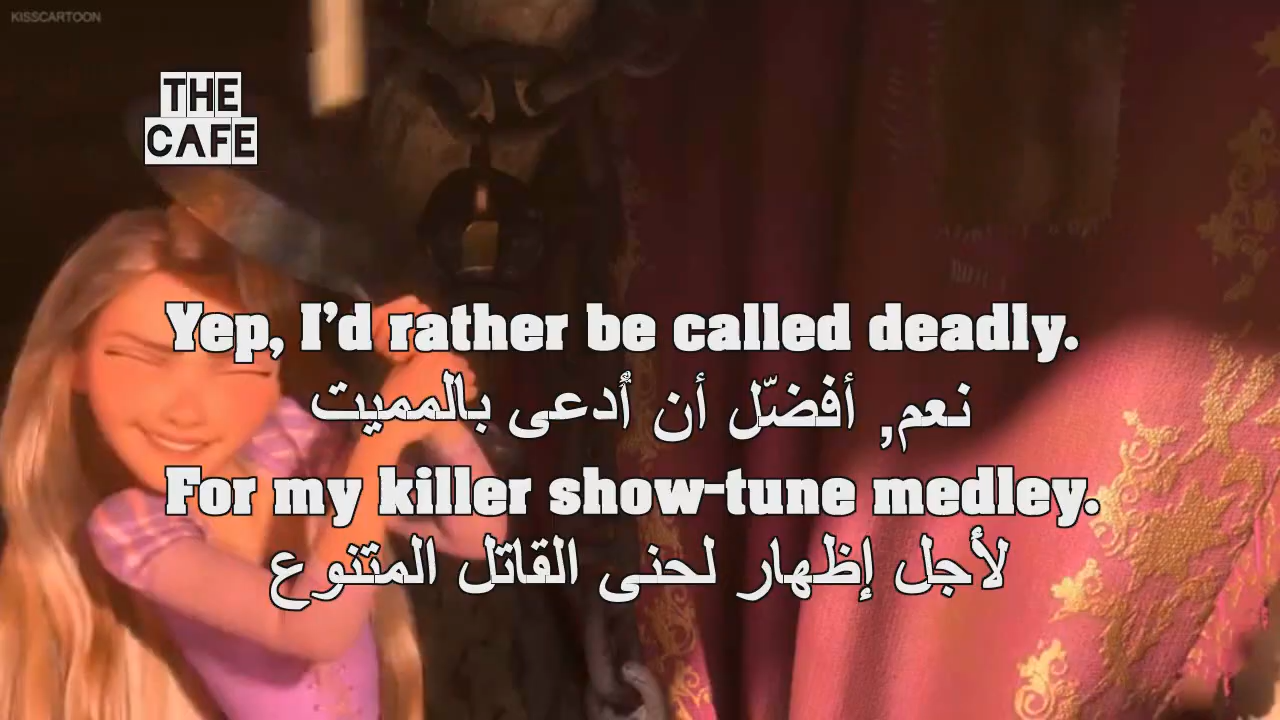 KISSCARTOON
THE
CAFE
Yep, I'd rather be called deadly.
نعم, أفضّل أن أُدعى بالمميت
For my killer show-tune medley.
لأجل إظهار لحنى القاتل المتنوع